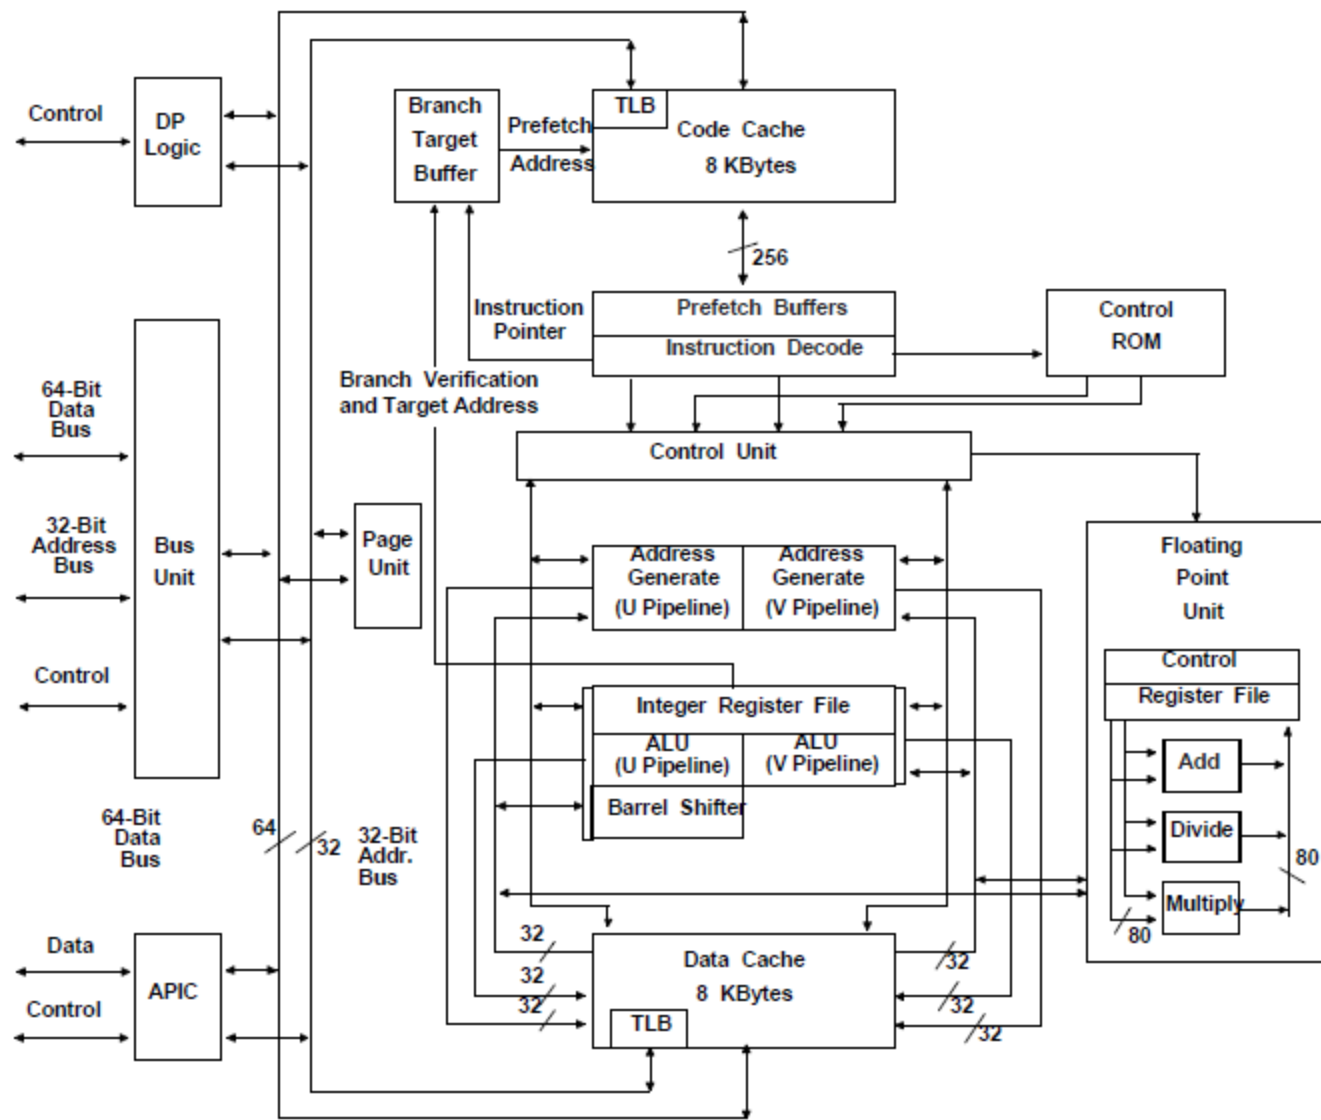 Control
DP
Logic
Branch
Target
Buffer
Prefetch
Address
TLB
Code Cache
8 KBytes
256
Instruction
Pointer
Prefetch Buffers
Instruction Decode
Control
ROM
Branch Verification
and Target Address
Control Unit
64-Bit
Data
Bus
32-Bit
Address
Bus
Control
Bus
Unit
Page
Unit
Address
Generate
(U Pipeline)
Address
Generate
(V Pipeline)
Floating
Point
Unit
Control
Register File
Add
Divide
Multiply
80
80
Integer Register File
ALU
(U Pipeline)
ALU
(V Pipeline)
Barrel Shifter
64-Bit
Data
Bus
64
32
32-Bit
Addr.
Bus
Data
Control
APIC
32
32
32
Data Cache
8 KBytes
TLB
32
32
32